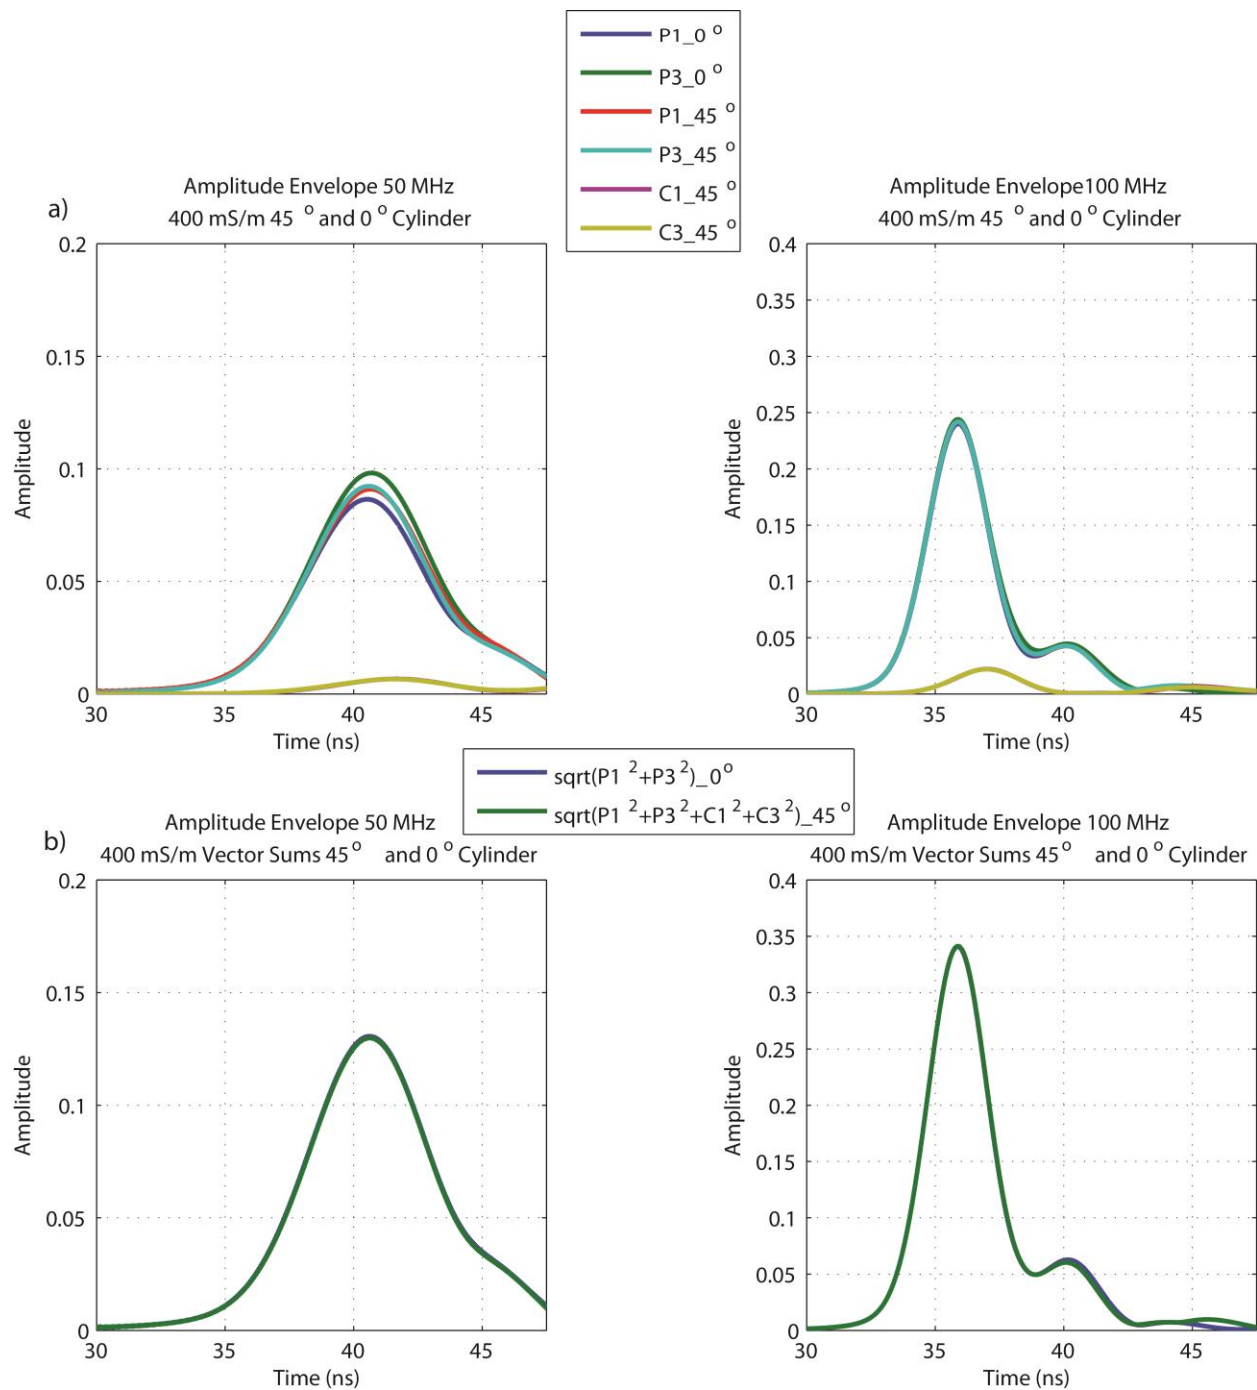 P1_0 o
P3_0 o
P1_45 o
P3_45 o
C1_45 o
C3_45 o
a)
Amplitude Envelope 50 MHz
400 mS/m 45 o and 0 o Cylinder
0.2
0.15
0.1
0.05
0
30
35
40
45
Amplitude
Time (ns)
Amplitude Envelope100 MHz
400 mS/m 45 o and 0 o Cylinder
0.4
0.35
0.3
0.25
0.2
0.15
0.1
0.05
0
30
35
40
45
Amplitude
Time (ns)
sqrt(P1 2+P3 2)_0o
sqrt(P1 2+P3 2+C1 2+C3 2)_45 o
b)
Amplitude Envelope 50 MHz
400 mS/m Vector Sums 45o and 0 o Cylinder
0.2
0.15
0.1
0.05
0
30
35
40
45
Amplitude
Time (ns)
Amplitude Envelope 100 MHz
400 mS/m Vector Sums 45o and 0 o Cylinder
0.4
0.35
0.3
0.25
0.2
0.15
0.1
0.05
0
30
35
40
45
Amplitude
Time (ns)